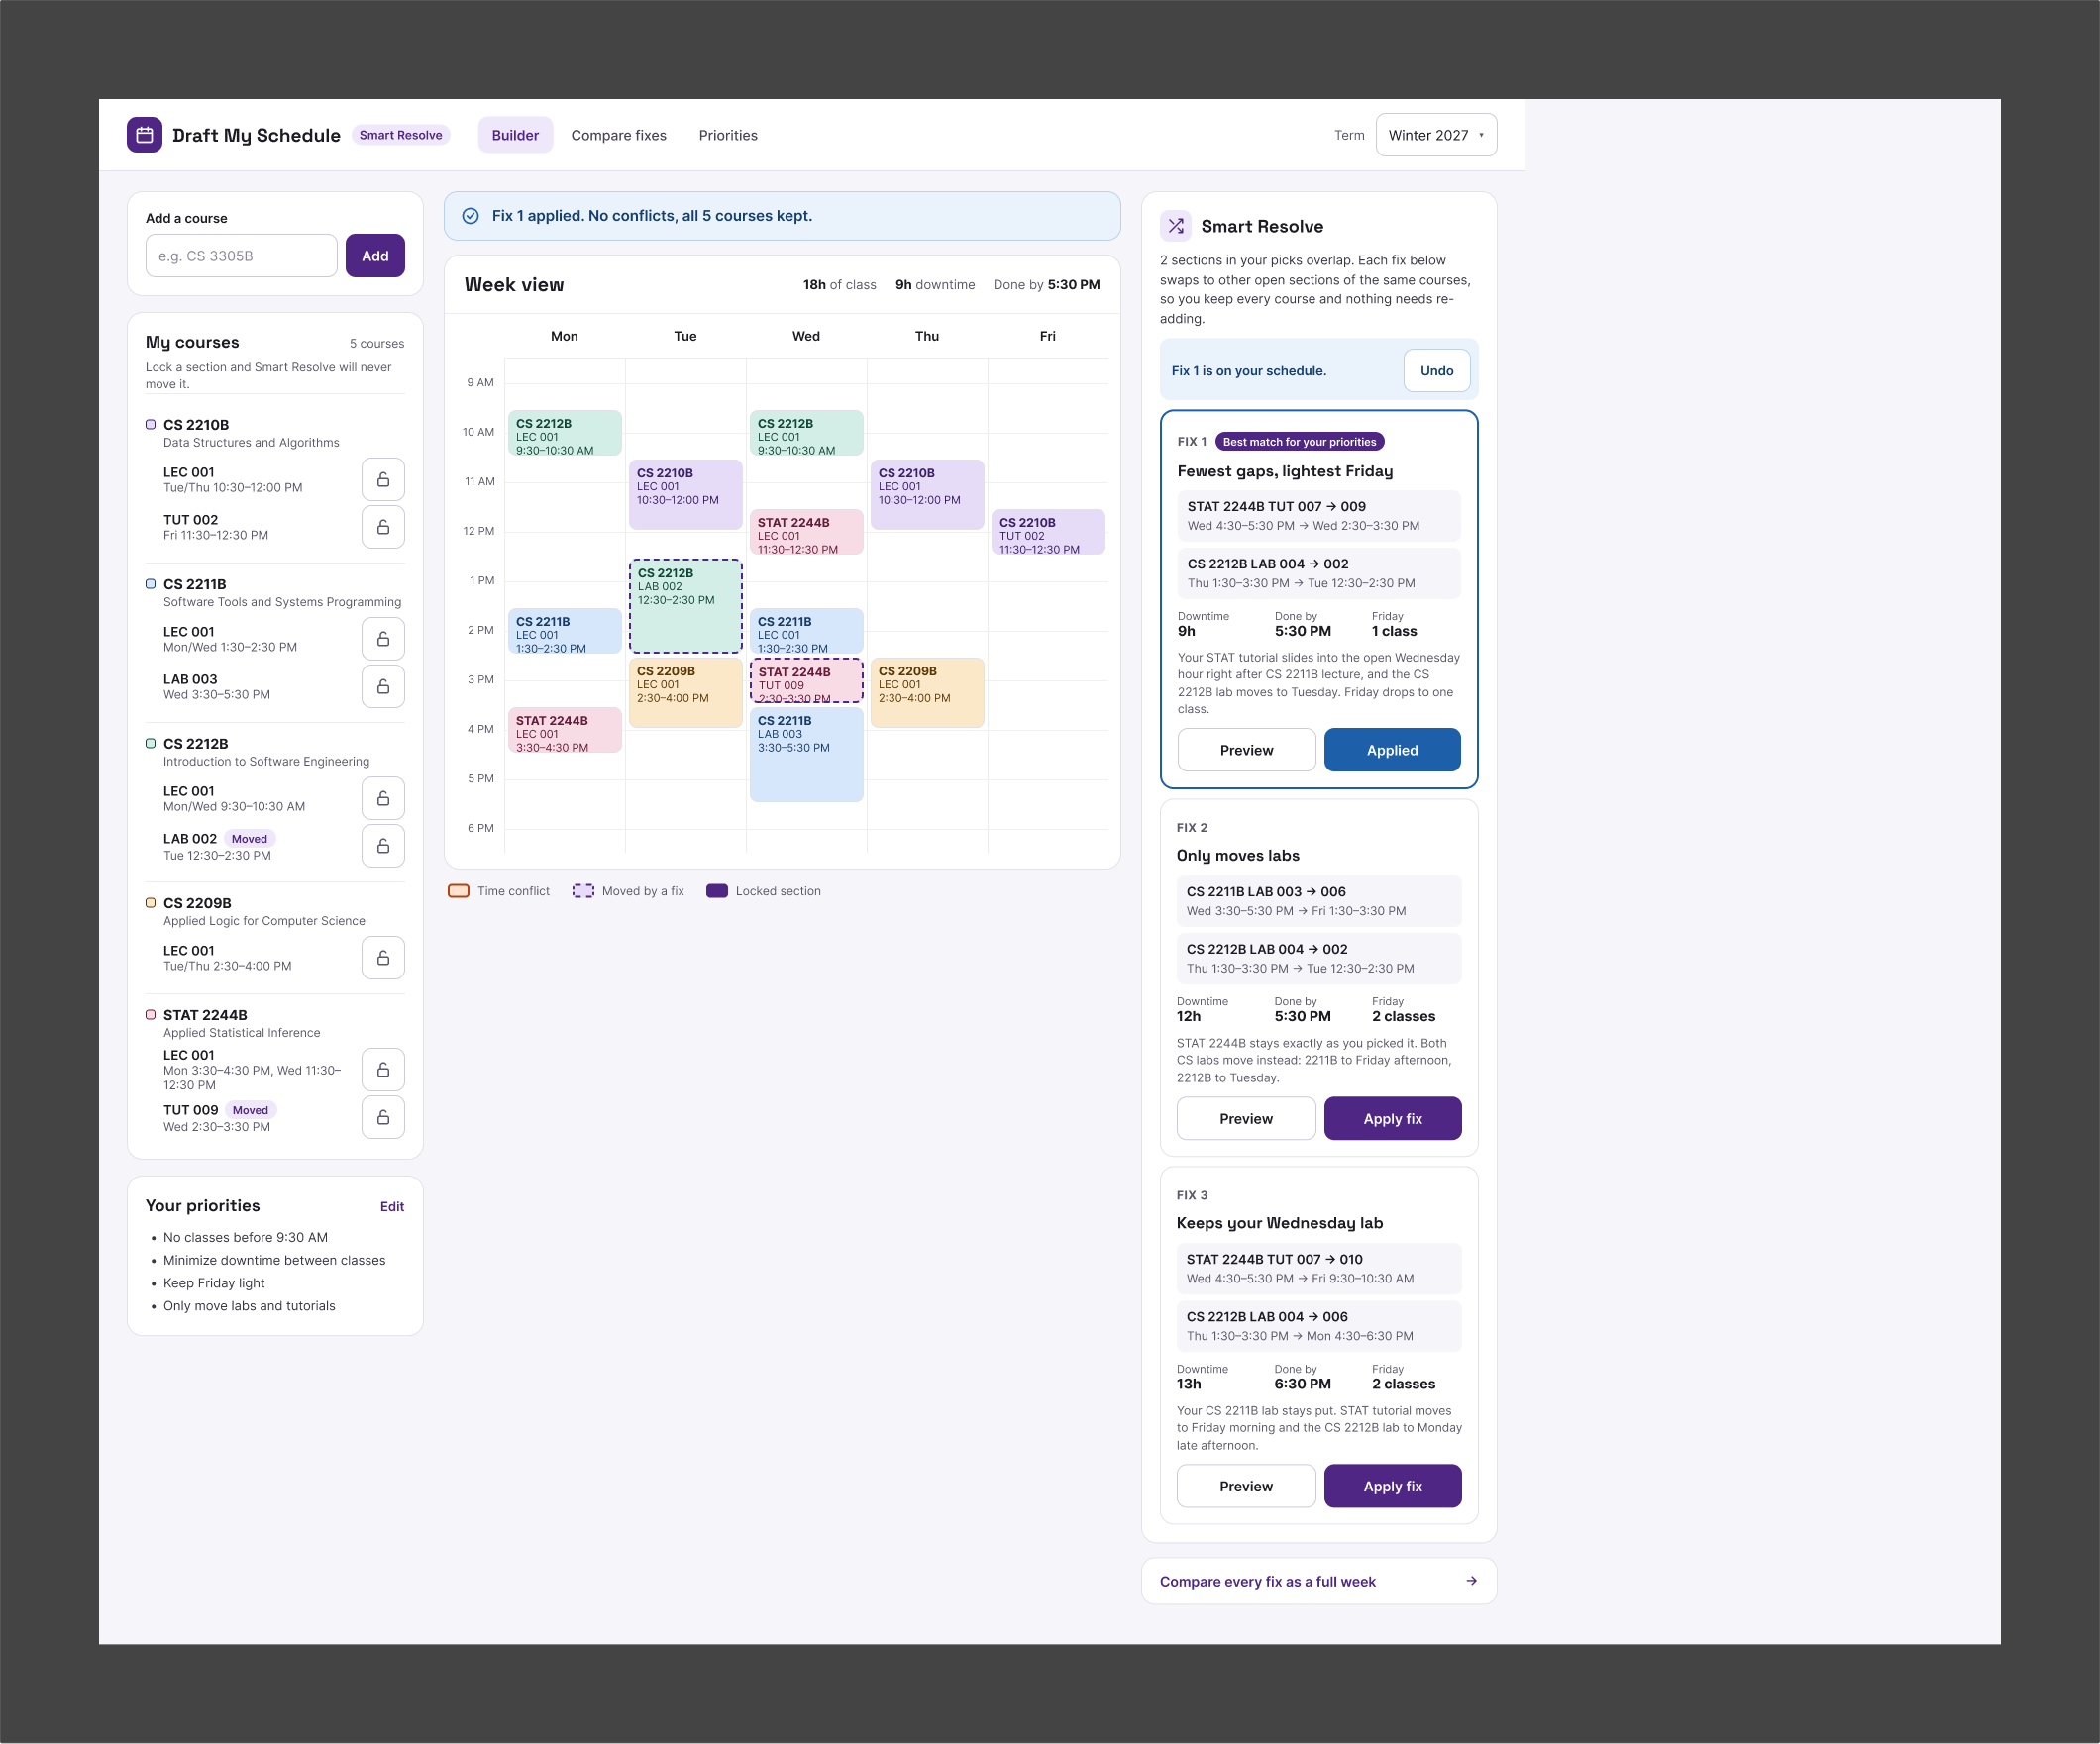 Draft My Schedule
Smart Resolve
Builder
Compare fixes
Priorities
Term
Winter 2027
Add a course
e.g. CS 3305B
Add
My courses
5 courses
Lock a section and Smart Resolve will never
move it.
CS 2210B
Data Structures and Algorithms
LEC 001
Tue/Thu 10:30–12:00 PM
TUT 002
Fri 11:30–12:30 PM
CS 2211B
Software Tools and Systems Programming
LEC 001
Mon/Wed 1:30–2:30 PM
LAB 003
Wed 3:30–5:30 PM
CS 2212B
Introduction to Software Engineering
LEC 001
Mon/Wed 9:30–10:30 AM
LAB 002 Moved
Tue 12:30–2:30 PM
CS 2209B
Applied Logic for Computer Science
LEC 001
Tue/Thu 2:30–4:00 PM
STAT 2244B
Applied Statistical Inference
LEC 001
Mon 3:30–4:30 PM, Wed 11:30–
12:30 PM
TUT 009 Moved
Wed 2:30–3:30 PM
Your priorities
Edit
• No classes before 9:30 AM
• Minimize downtime between classes
• Keep Friday light
• Only move labs and tutorials
Fix 1 applied. No conflicts, all 5 courses kept.
Week view
18h of class
9h downtime
Done by 5:30 PM
Mon
Tue
Wed
Thu
Fri
9 AM
10 AM
11 AM
12 PM
1 PM
2 PM
3 PM
4 PM
5 PM
6 PM
CS 2212B
LEC 001
9:30–10:30 AM
CS 2211B
LEC 001
1:30–2:30 PM
STAT 2244B
LEC 001
3:30–4:30 PM
CS 2210B
LEC 001
10:30–12:00 PM
CS 2212B
LAB 002
12:30–2:30 PM
CS 2209B
LEC 001
2:30–4:00 PM
CS 2212B
LEC 001
9:30–10:30 AM
STAT 2244B
LEC 001
11:30–12:30 PM
CS 2211B
LEC 001
1:30–2:30 PM
STAT 2244B
TUT 009
2:30–3:30 PM
CS 2211B
LAB 003
3:30–5:30 PM
CS 2210B
LEC 001
10:30–12:00 PM
CS 2209B
LEC 001
2:30–4:00 PM
CS 2210B
TUT 002
11:30–12:30 PM
Time conflict
Moved by a fix
Locked section
Smart Resolve
2 sections in your picks overlap. Each fix below
swaps to other open sections of the same courses,
so you keep every course and nothing needs re-
adding.
Fix 1 is on your schedule.
Undo
FIX 1 Best match for your priorities
Fewest gaps, lightest Friday
STAT 2244B TUT 007 → 009
Wed 4:30–5:30 PM → Wed 2:30–3:30 PM
CS 2212B LAB 004 → 002
Thu 1:30–3:30 PM → Tue 12:30–2:30 PM
Downtime
9h
Done by
5:30 PM
Friday
1 class
Your STAT tutorial slides into the open Wednesday
hour right after CS 2211B lecture, and the CS
2212B lab moves to Tuesday. Friday drops to one
class.
Preview
Applied
FIX 2
Only moves labs
CS 2211B LAB 003 → 006
Wed 3:30–5:30 PM → Fri 1:30–3:30 PM
CS 2212B LAB 004 → 002
Thu 1:30–3:30 PM → Tue 12:30–2:30 PM
Downtime
12h
Done by
5:30 PM
Friday
2 classes
STAT 2244B stays exactly as you picked it. Both
CS labs move instead: 2211B to Friday afternoon,
2212B to Tuesday.
Preview
Apply fix
FIX 3
Keeps your Wednesday lab
STAT 2244B TUT 007 → 010
Wed 4:30–5:30 PM → Fri 9:30–10:30 AM
CS 2212B LAB 004 → 006
Thu 1:30–3:30 PM → Mon 4:30–6:30 PM
Downtime
13h
Done by
6:30 PM
Friday
2 classes
Your CS 2211B lab stays put. STAT tutorial moves
to Friday morning and the CS 2212B lab to Monday
late afternoon.
Preview
Apply fix
Compare every fix as a full week →